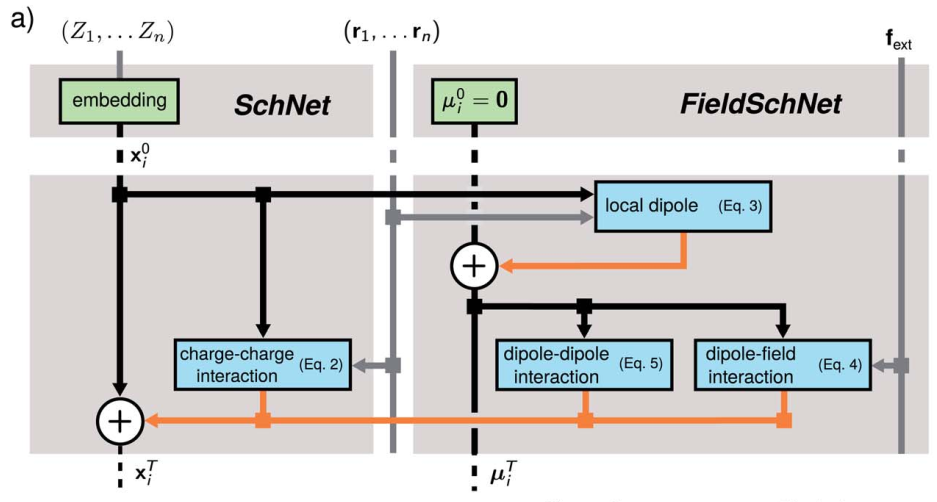 a)
(Z₁, … Zₙ)
(r₁, … rₙ)
f_ext
embedding
SchNet
μᵢ⁰ = 0
FieldSchNet
xᵢ⁰
local dipole (Eq. 3)
+
charge-charge interaction (Eq. 2)
dipole-dipole interaction (Eq. 5)
dipole-field interaction (Eq. 4)
+
xᵢᵀ
μᵢᵀ